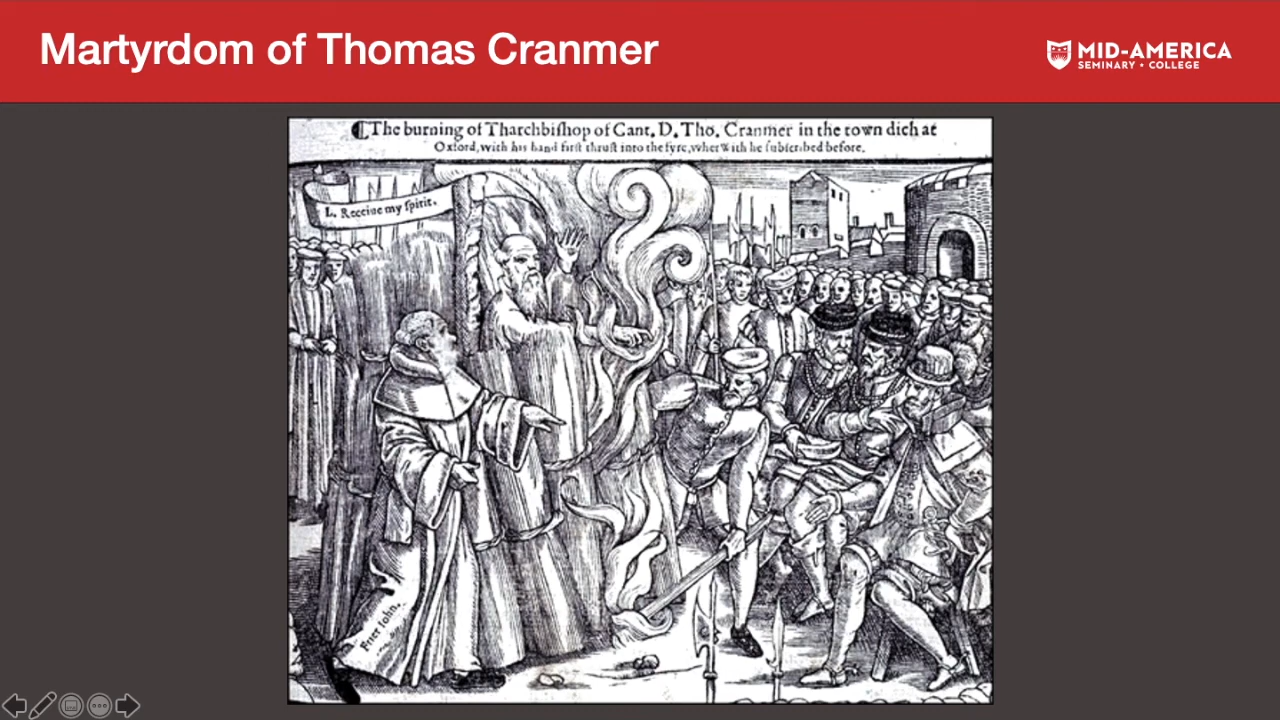 Martyrdom of Thomas Cranmer
MID-AMERICA
SEMINARY • COLLEGE
The burning of Tharchbiſhop of Cant. D. Tho. Cranmer in the town dich at
Oxford, with his hand firſt thruſt into the fyre, wherwith he ſubſcribed before.
L. Receiue my ſpirit.
Frier Iohn.